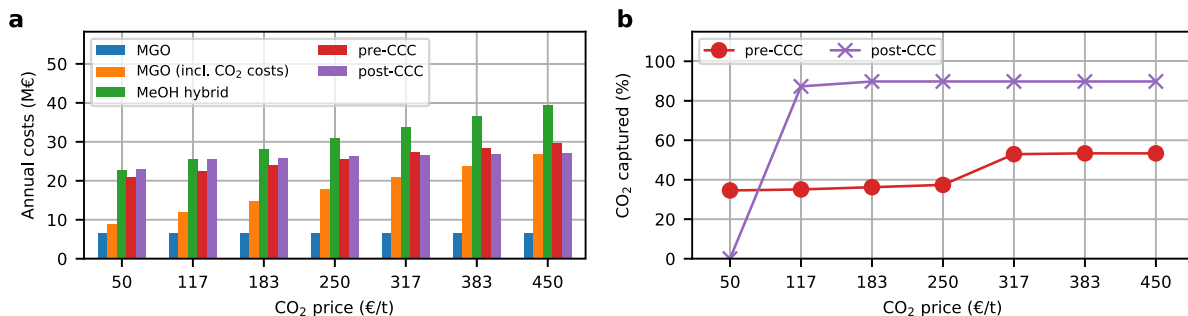 a
MGO
MGO (incl. CO₂ costs)
MeOH hybrid
pre-CCC
post-CCC
Annual costs (M€)
50
40
30
20
10
0
50 117 183 250 317 383 450
CO₂ price (€/t)
b
pre-CCC post-CCC
CO₂ captured (%)
100
80
60
40
20
0
50 117 183 250 317 383 450
CO₂ price (€/t)